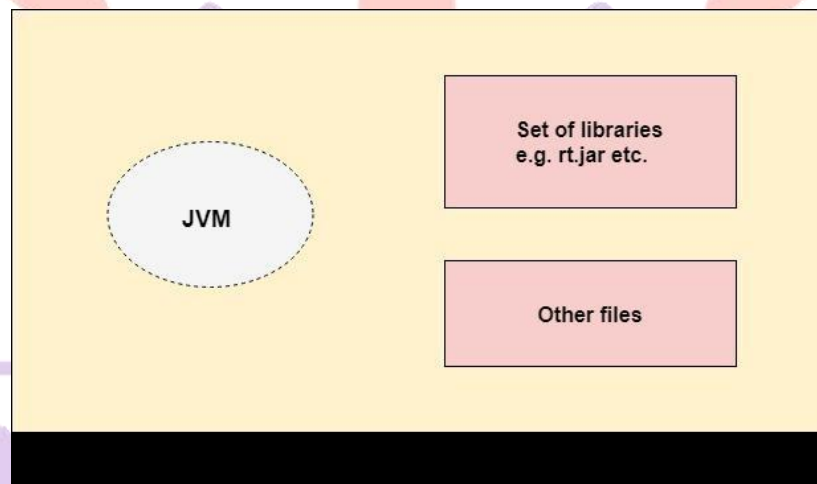 JVM
Set of libraries
e.g. rt.jar etc.
Other files